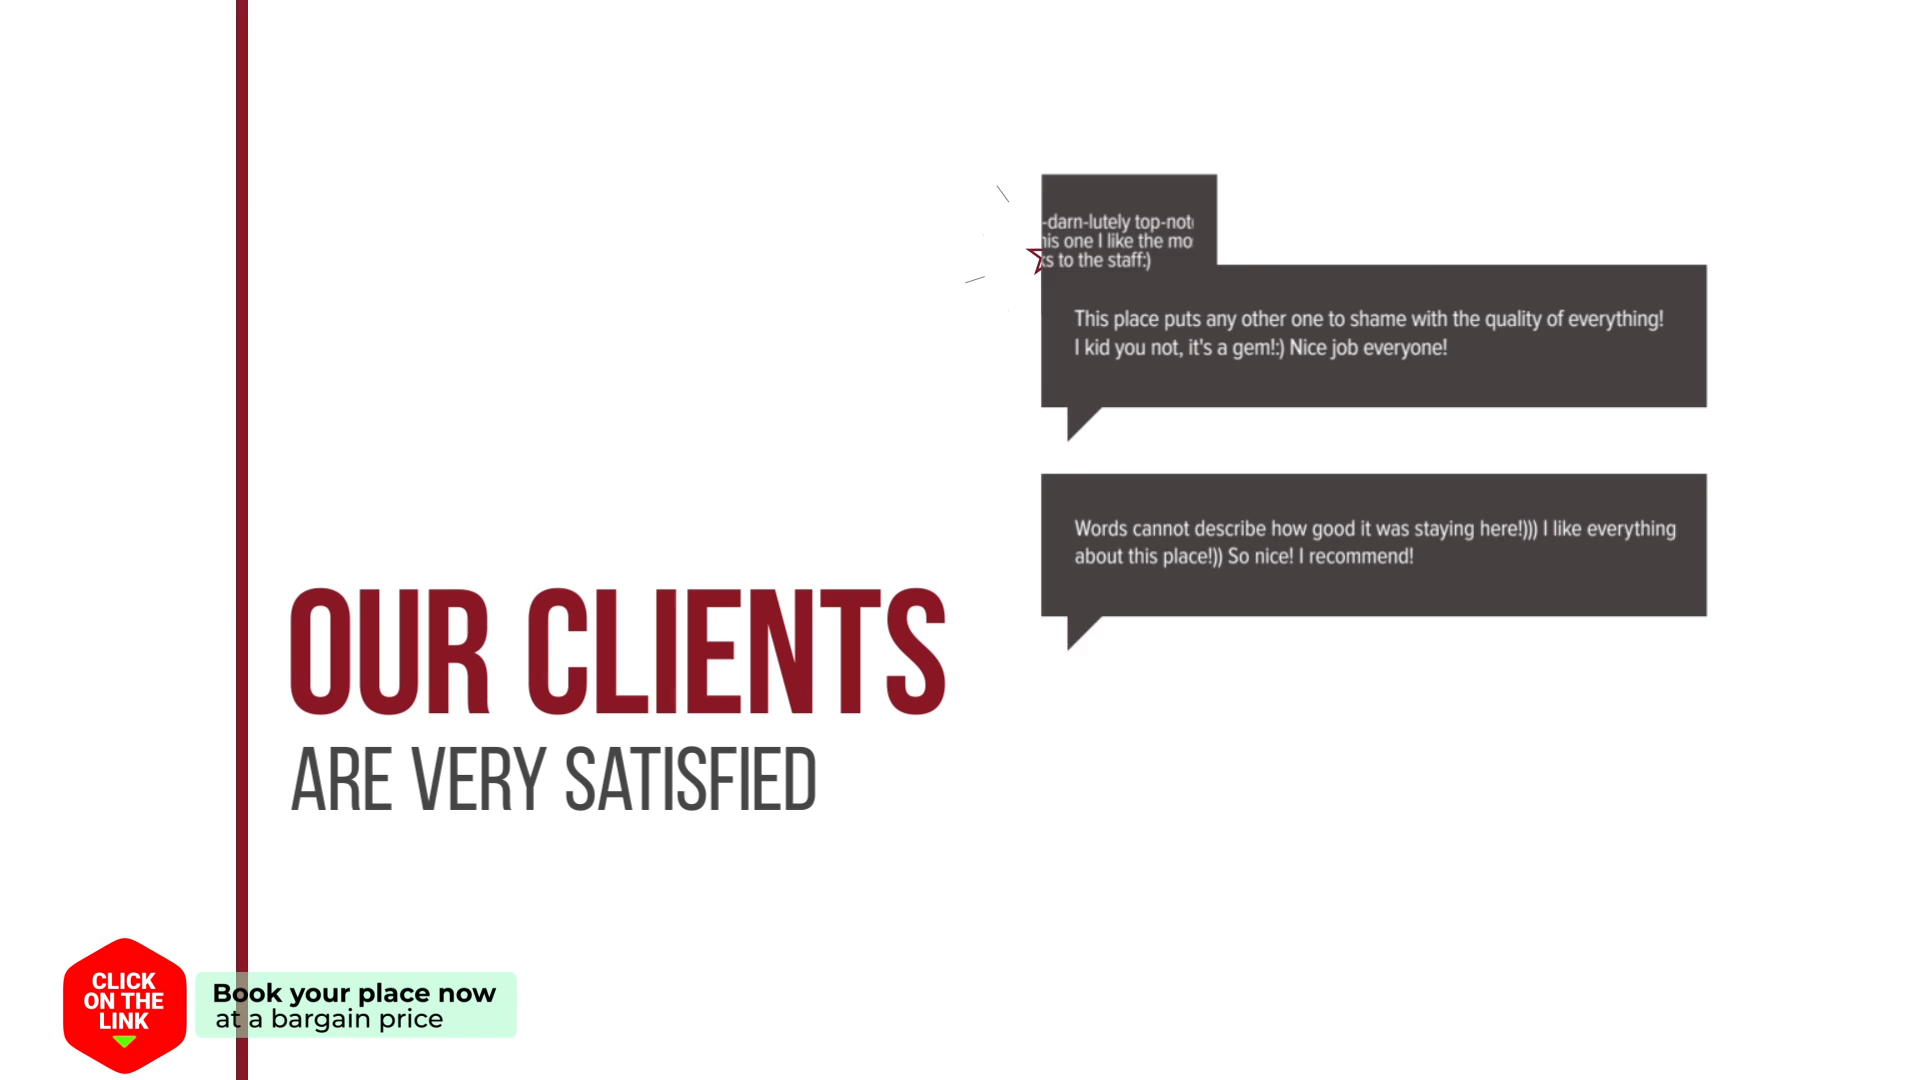 -darn-lutely top-not
his one I like the mo
ks to the staff:)
This place puts any other one to shame with the quality of everything!
I kid you not, it's a gem!:) Nice job everyone!
Words cannot describe how good it was staying here!))) I like everything
about this place!)) So nice! I recommend!
OUR CLIENTS
ARE VERY SATISFIED
CLICK
ON THE
LINK
Book your place now
at a bargain price